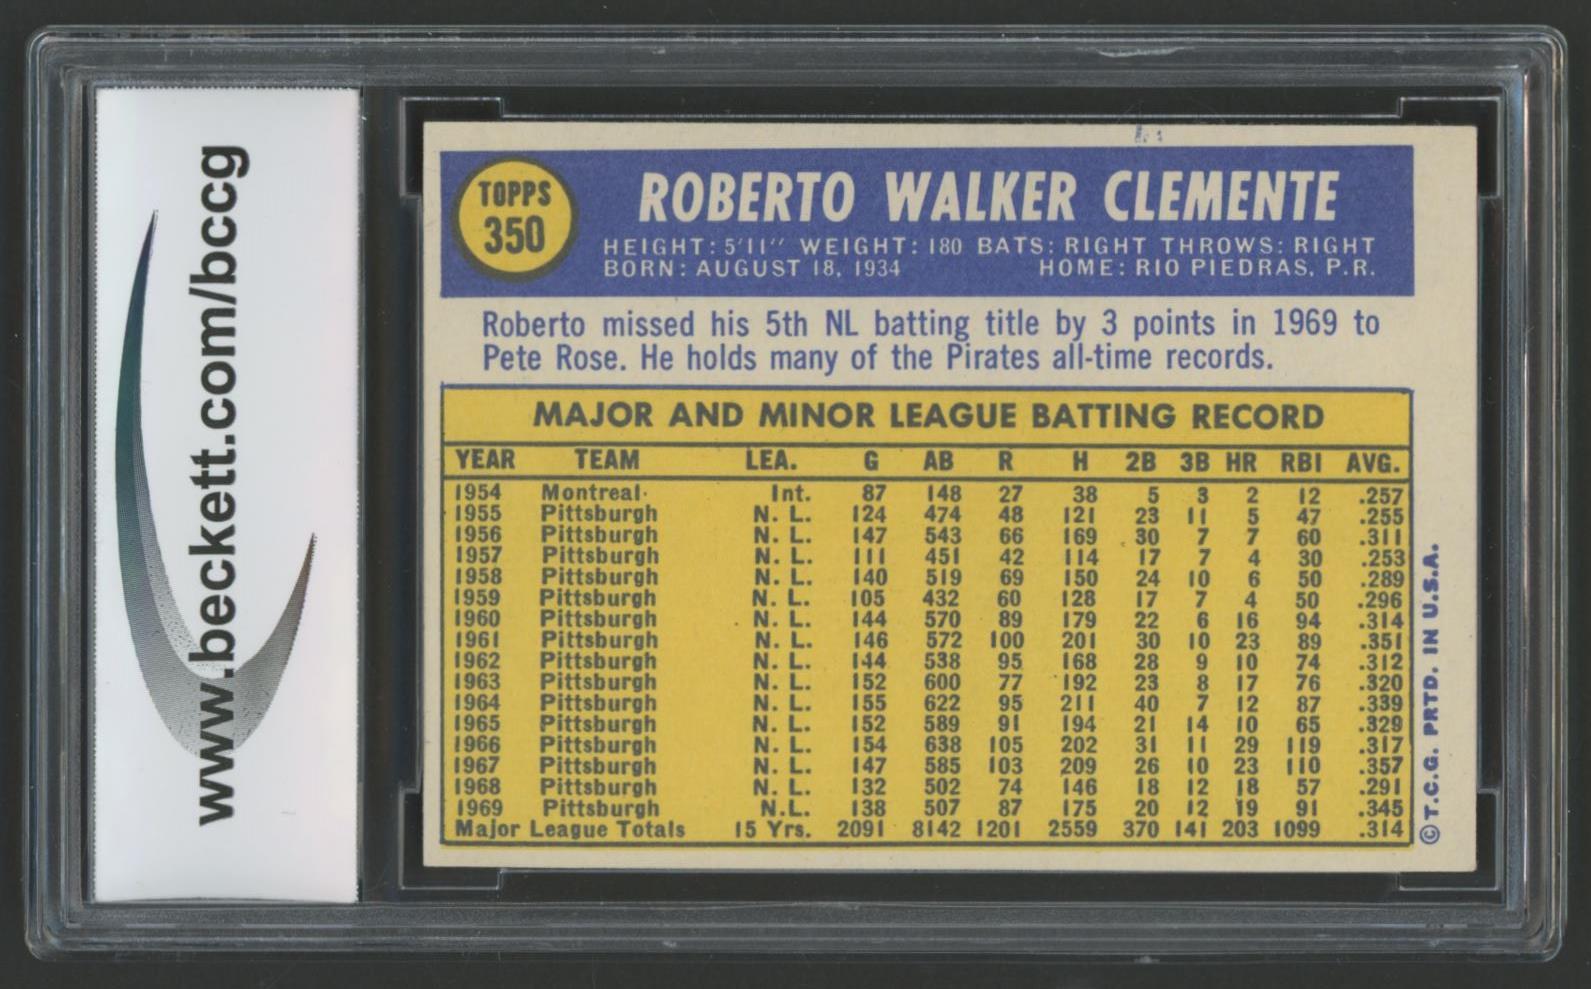 www.beckett.com/bccg
TOPPS
350
ROBERTO WALKER CLEMENTE
HEIGHT: 5'11" WEIGHT: 180 BATS: RIGHT THROWS: RIGHT
BORN: AUGUST 18, 1934 HOME: RIO PIEDRAS, P.R.
Roberto missed his 5th NL batting title by 3 points in 1969 to
Pete Rose. He holds many of the Pirates all-time records.
MAJOR AND MINOR LEAGUE BATTING RECORD
YEAR TEAM LEA. G AB R H 2B 3B HR RBI AVG.
1954 Montreal Int. 87 148 27 38 5 3 2 12 .257
1955 Pittsburgh N. L. 124 474 48 121 23 11 5 47 .255
1956 Pittsburgh N. L. 147 543 66 169 30 7 7 60 .311
1957 Pittsburgh N. L. 111 451 42 114 17 7 4 30 .253
1958 Pittsburgh N. L. 140 519 69 150 24 10 6 50 .289
1959 Pittsburgh N. L. 105 432 60 128 17 7 4 50 .296
1960 Pittsburgh N. L. 144 570 89 179 22 6 16 94 .314
1961 Pittsburgh N. L. 146 572 100 201 30 10 23 89 .351
1962 Pittsburgh N. L. 144 538 95 168 28 9 10 74 .312
1963 Pittsburgh N. L. 152 600 77 192 23 8 17 76 .320
1964 Pittsburgh N. L. 155 622 95 211 40 7 12 87 .339
1965 Pittsburgh N. L. 152 589 91 194 21 14 10 65 .329
1966 Pittsburgh N. L. 154 638 105 202 31 11 29 119 .317
1967 Pittsburgh N. L. 147 585 103 209 26 10 23 110 .357
1968 Pittsburgh N. L. 132 502 74 146 18 12 18 57 .291
1969 Pittsburgh N.L. 138 507 87 175 20 12 19 91 .345
Major League Totals 15 Yrs. 2091 8142 1201 2559 370 141 203 1099 .314
© T.C.G. PRTD. IN U.S.A.